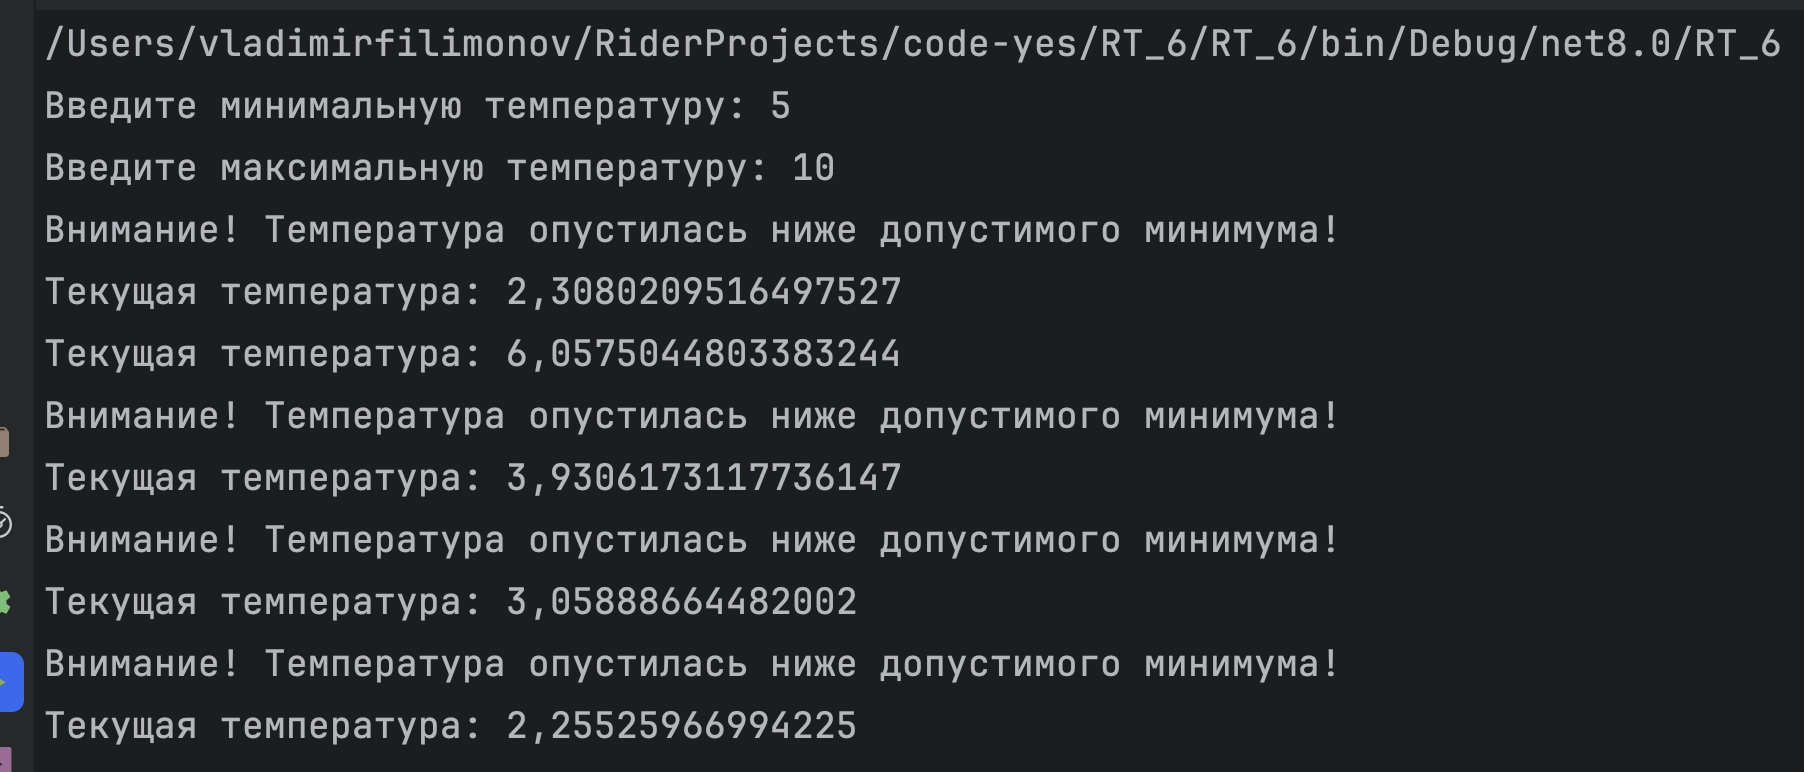 /Users/vladimirfilimonov/RiderProjects/code-yes/RT_6/RT_6/bin/Debug/net8.0/RT_6
Введите минимальную температуру: 5
Введите максимальную температуру: 10
Внимание! Температура опустилась ниже допустимого минимума!
Текущая температура: 2,3080209516497527
Текущая температура: 6,0575044803383244
Внимание! Температура опустилась ниже допустимого минимума!
Текущая температура: 3,9306173117736147
Внимание! Температура опустилась ниже допустимого минимума!
Текущая температура: 3,05888664482002
Внимание! Температура опустилась ниже допустимого минимума!
Текущая температура: 2,25525966994225